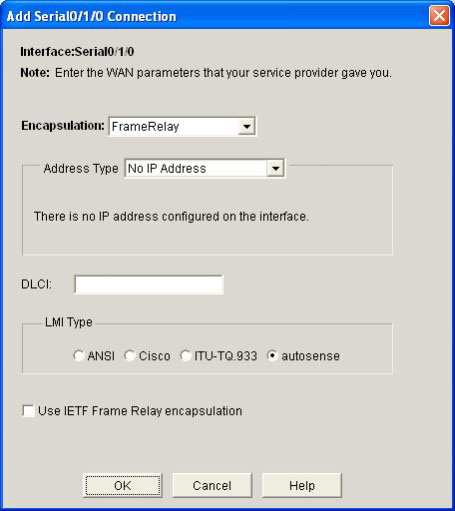 Add Serial0/1/0 Connection
Interface:Serial0/1/0
Note: Enter the WAN parameters that your service provider gave you.
Encapsulation: FrameRelay
Address Type No IP Address
There is no IP address configured on the interface.
DLCI:
LMI Type
ANSI Cisco ITU-TQ.933 autosense
Use IETF Frame Relay encapsulation
OK Cancel Help